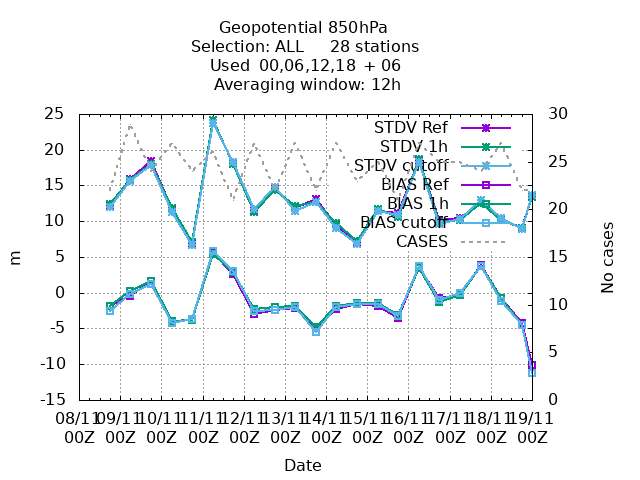 Geopotential 850hPa
Selection: ALL 28 stations
Used 00,06,12,18 + 06
Averaging window: 12h
25
20
15
10
5
0
-5
-10
-15
m
30
25
20
15
10
5
0
No cases
STDV Ref
STDV 1h
STDV cutoff
BIAS Ref
BIAS 1h
BIAS cutoff
CASES
08/11 09/11 10/11 11/11 12/11 13/11 14/11 15/11 16/11 17/11 18/11 19/11
00Z 00Z 00Z 00Z 00Z 00Z 00Z 00Z 00Z 00Z 00Z 00Z
Date